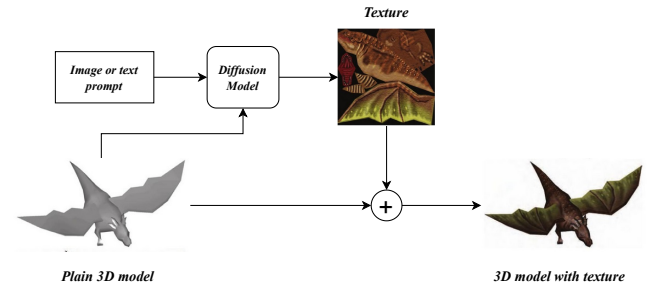 Texture
Image or text
prompt
Diffusion
Model
+
Plain 3D model
3D model with texture